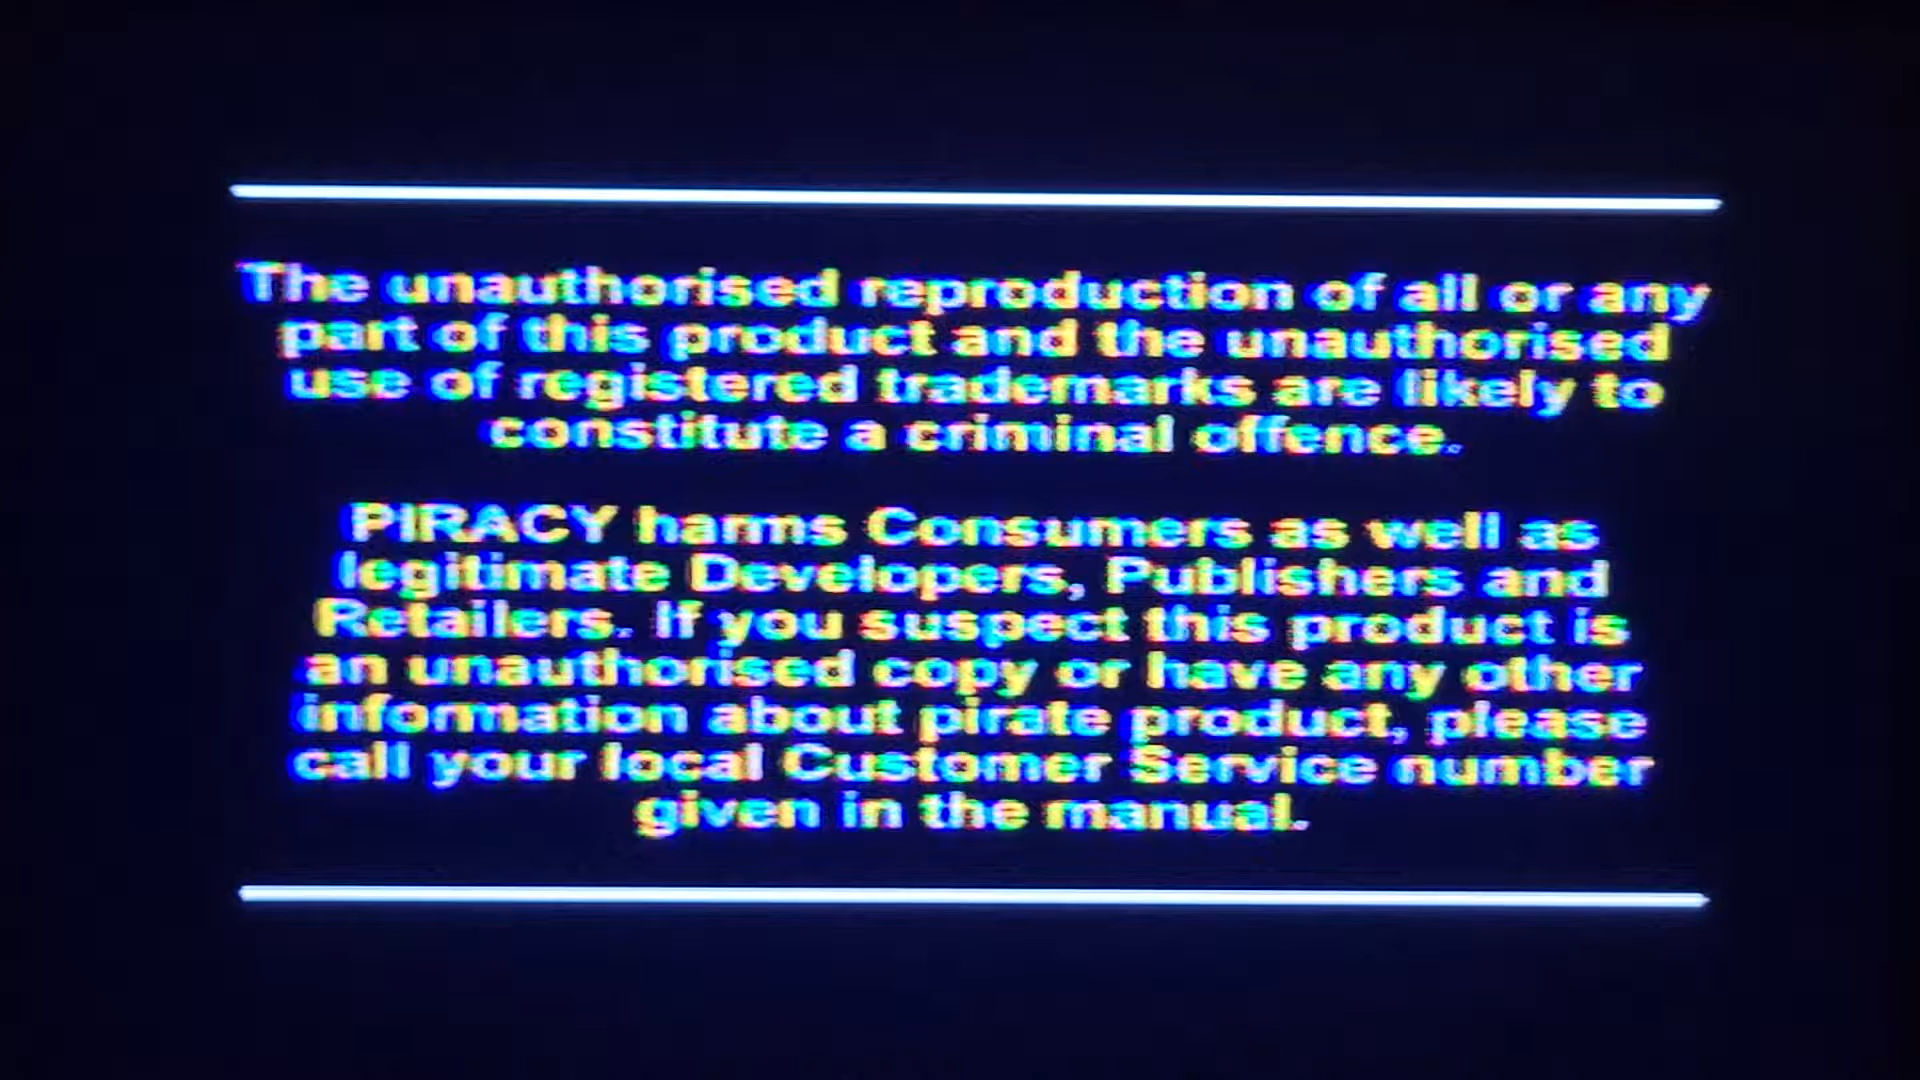 The unauthorised reproduction of all or any
part of this product and the unauthorised
use of registered trademarks are likely to
constitute a criminal offence.
PIRACY harms Consumers as well as
legitimate Developers, Publishers and
Retailers. If you suspect this product is
an unauthorised copy or have any other
information about pirate product, please
call your local Customer Service number
given in the manual.